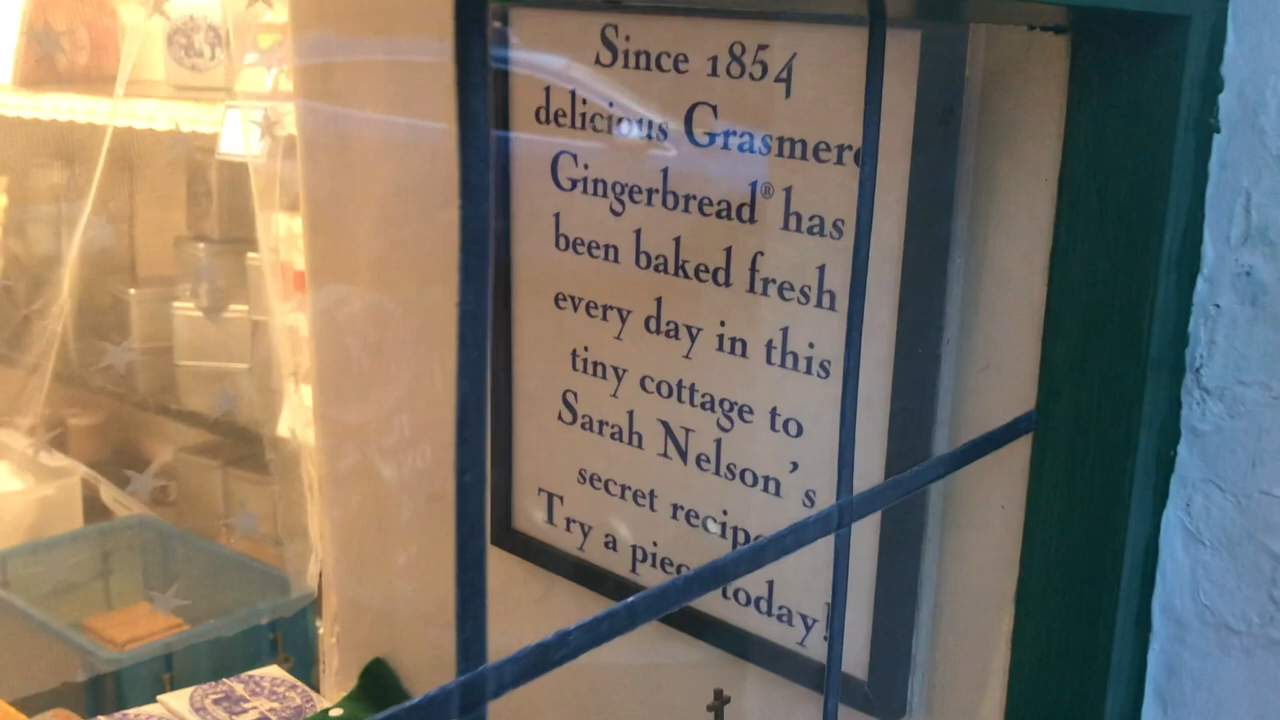 Since 1854
delicious Grasmere
Gingerbread® has
been baked fresh
every day in this
tiny cottage to
Sarah Nelson's
secret recipe
Try a piece today!